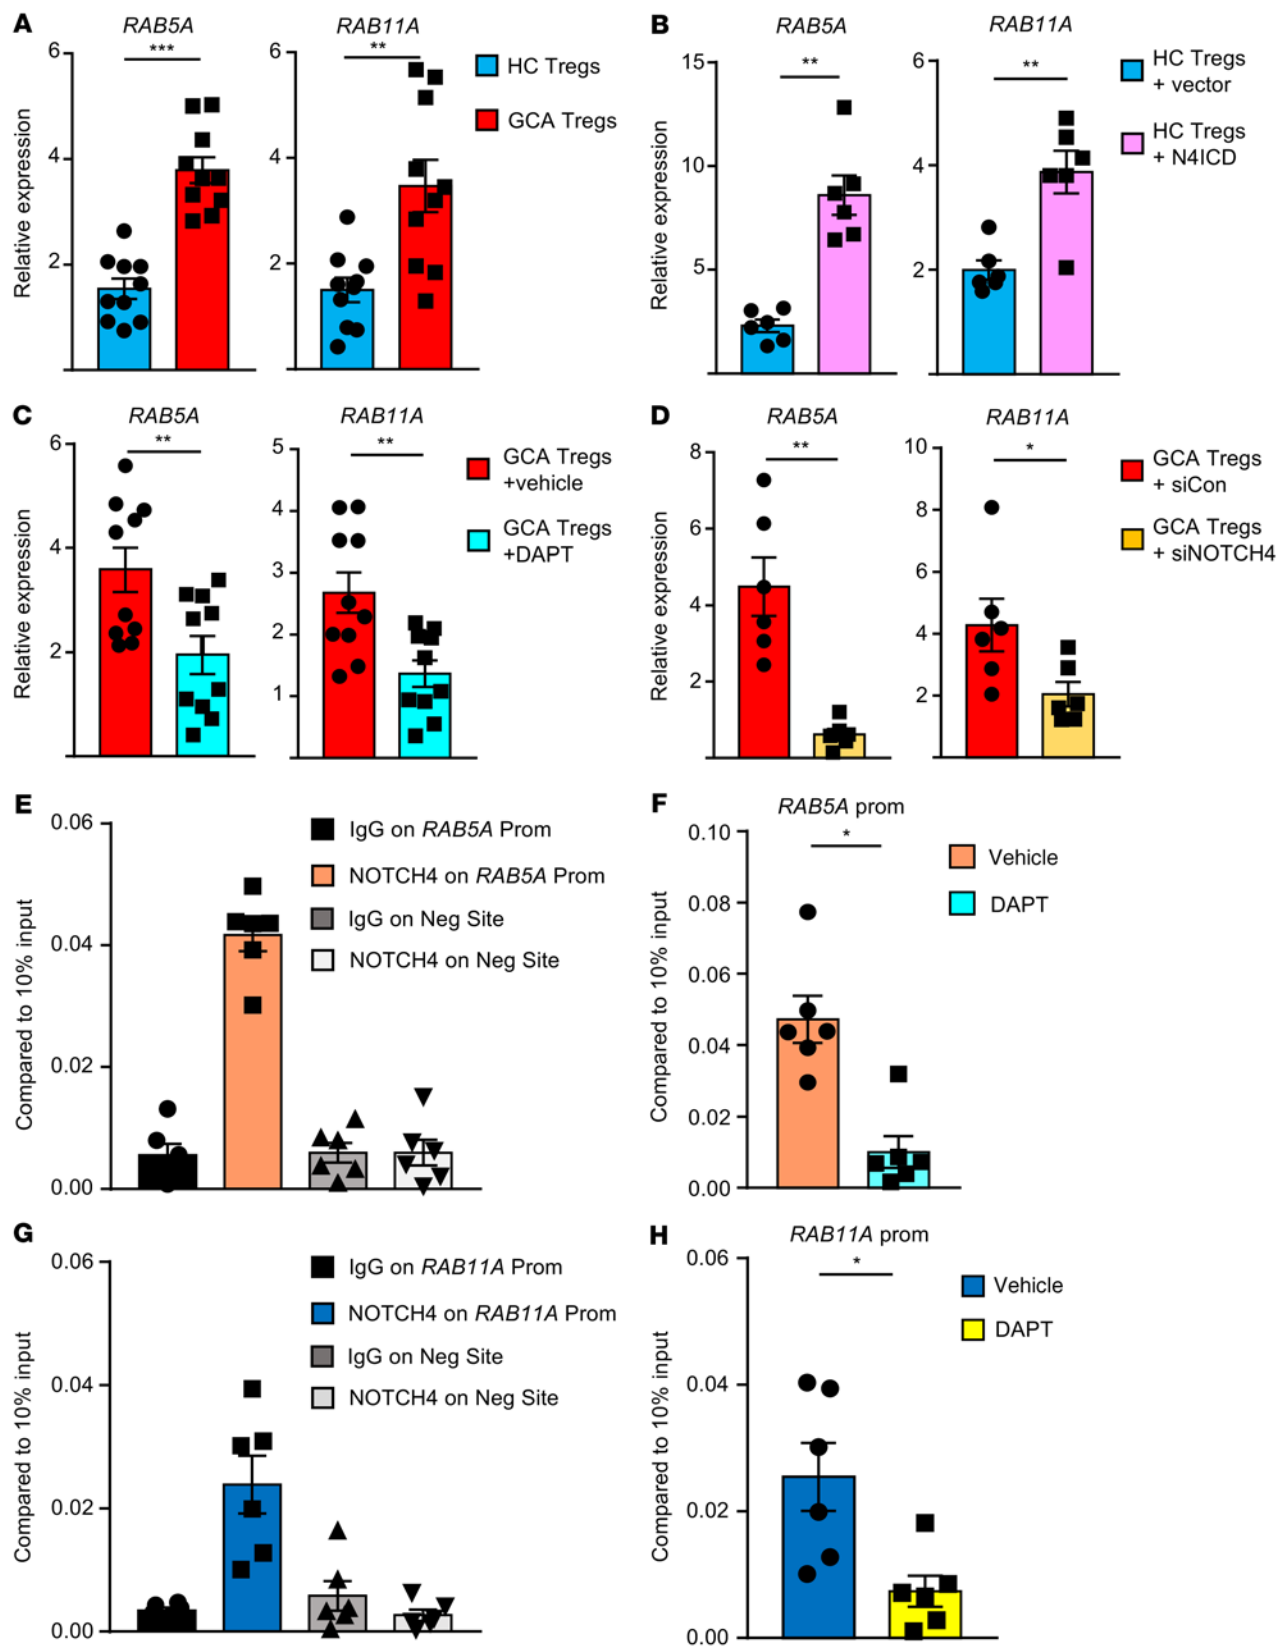 A
RAB5A
RAB11A
***
**
6
4
2
6
4
2
Relative expression
HC Tregs
GCA Tregs
B
RAB5A
RAB11A
**
**
15
10
5
6
4
2
Relative expression
HC Tregs
+ vector
HC Tregs
+ N4ICD
C
RAB5A
RAB11A
**
**
6
4
2
5
4
3
2
1
Relative expression
GCA Tregs
+vehicle
GCA Tregs
+DAPT
D
RAB5A
RAB11A
**
*
8
6
4
2
10
8
6
4
2
Relative expression
GCA Tregs
+ siCon
GCA Tregs
+ siNOTCH4
E
0.06
0.04
0.02
0.00
Compared to 10% input
IgG on RAB5A Prom
NOTCH4 on RAB5A Prom
IgG on Neg Site
NOTCH4 on Neg Site
F
RAB5A prom
*
0.10
0.08
0.06
0.04
0.02
0.00
Compared to 10% input
Vehicle
DAPT
G
0.06
0.04
0.02
0.00
Compared to 10% input
IgG on RAB11A Prom
NOTCH4 on RAB11A Prom
IgG on Neg Site
NOTCH4 on Neg Site
H
RAB11A prom
*
0.06
0.04
0.02
0.00
Compared to 10% input
Vehicle
DAPT